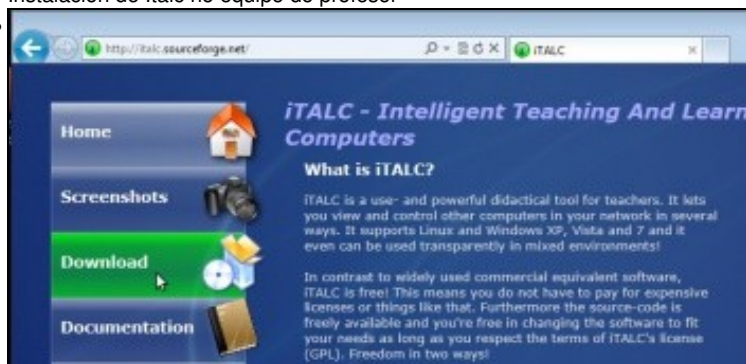 instalación de italc no equipo de profesor
http://italc.sourceforge.net/
iTALC
iTALC - Intelligent Teaching And Learn
Computers
Home
What is iTALC?
Screenshots
iTALC is a use- and powerful didactical tool for teachers. It lets
you view and control other computers in your network in several
ways. It supports Linux and Windows XP, Vista and 7 and it
even can be used transparently in mixed environments!
Download
In contrast to widely used commercial equivalent software,
iTALC is free! This means you do not have to pay for expensive
licenses or things like that. Furthermore the source-code is
freely available and you're free in changing the software to fit
your needs as long as you respect the terms of iTALC's license
(GPL). Freedom in two ways!
Documentation